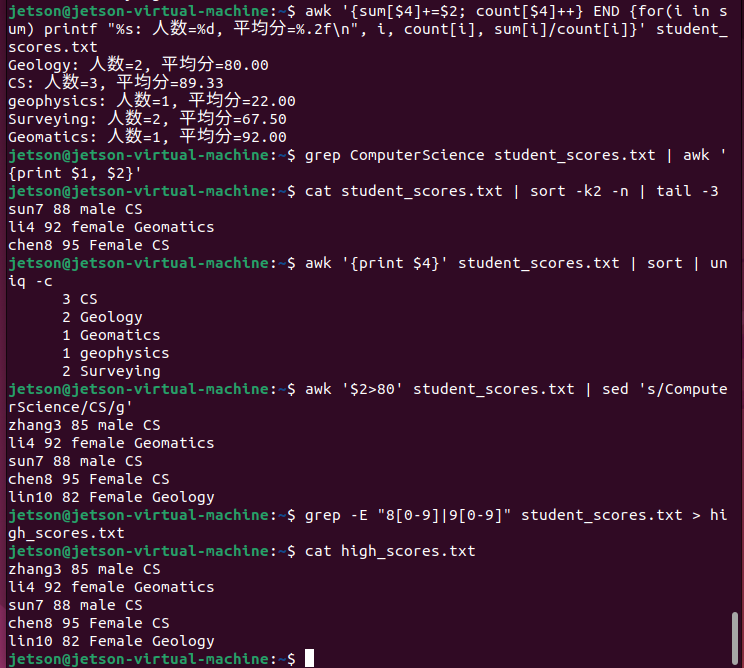 jetson@jetson-virtual-machine:~$ awk '{sum[$4]+=$2; count[$4]++} END {for(i in s
um) printf "%s: 人数=%d, 平均分=%.2f\n", i, count[i], sum[i]/count[i]}' student_
scores.txt
Geology: 人数=2, 平均分=80.00
CS: 人数=3, 平均分=89.33
geophysics: 人数=1, 平均分=22.00
Surveying: 人数=2, 平均分=67.50
Geomatics: 人数=1, 平均分=92.00
jetson@jetson-virtual-machine:~$ grep ComputerScience student_scores.txt | awk '
{print $1, $2}'
jetson@jetson-virtual-machine:~$ cat student_scores.txt | sort -k2 -n | tail -3
sun7 88 male CS
li4 92 female Geomatics
chen8 95 Female CS
jetson@jetson-virtual-machine:~$ awk '{print $4}' student_scores.txt | sort | un
iq -c
      3 CS
      2 Geology
      1 Geomatics
      1 geophysics
      2 Surveying
jetson@jetson-virtual-machine:~$ awk '$2>80' student_scores.txt | sed 's/Compute
rScience/CS/g'
zhang3 85 male CS
li4 92 female Geomatics
sun7 88 male CS
chen8 95 Female CS
lin10 82 Female Geology
jetson@jetson-virtual-machine:~$ grep -E "8[0-9]|9[0-9]" student_scores.txt > hi
gh_scores.txt
jetson@jetson-virtual-machine:~$ cat high_scores.txt
zhang3 85 male CS
li4 92 female Geomatics
sun7 88 male CS
chen8 95 Female CS
lin10 82 Female Geology
jetson@jetson-virtual-machine:~$